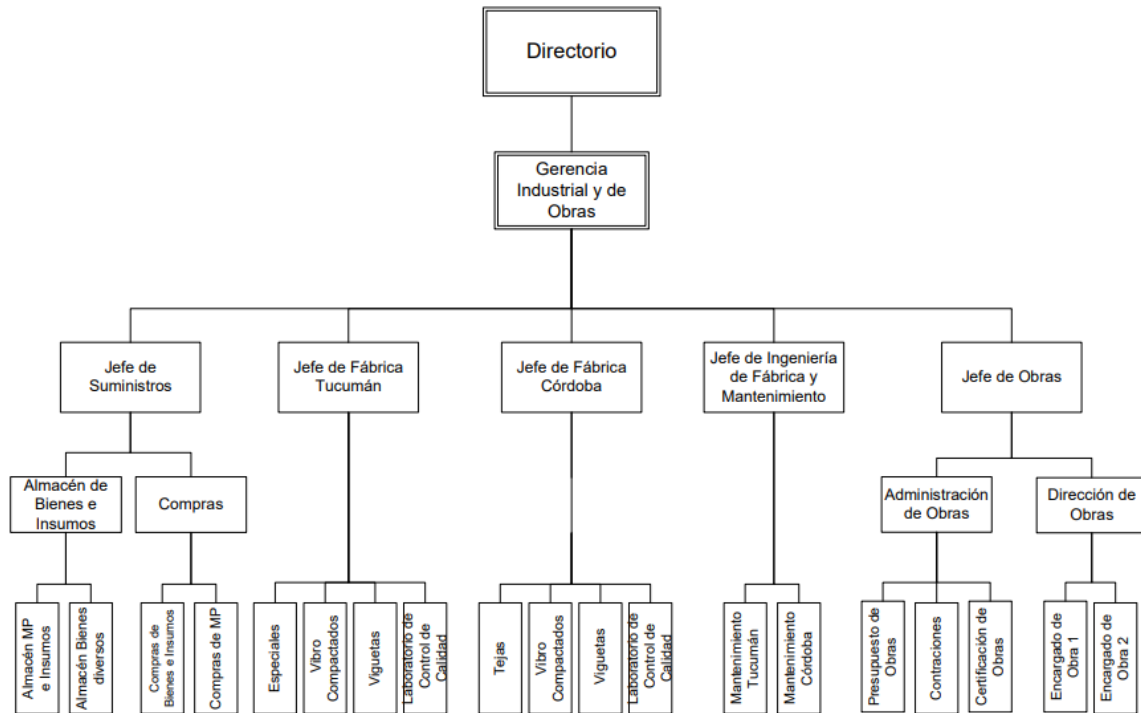 Directorio
Gerencia
Industrial y de
Obras
Jefe de
Suministros
Jefe de Fábrica
Tucumán
Jefe de Fábrica
Córdoba
Jefe de Ingeniería
de Fábrica y
Mantenimiento
Jefe de Obras
Almacén de
Bienes e
Insumos
Compras
Administración
de Obras
Dirección de
Obras
Almacén MP
e Insumos
Almacén Bienes
diversos
Compras de
Bienes e Insumos
Compras de MP
Especiales
Vibro
Compactados
Viguetas
Laboratorio de
Control de
Calidad
Tejas
Vibro
Compactados
Viguetas
Laboratorio de
Control de
Calidad
Mantenimiento
Tucumán
Mantenimiento
Córdoba
Presupuesto de
Obras
Contraciones
Certificación de
Obras
Encargado de
Obra 1
Encargado de
Obra 2